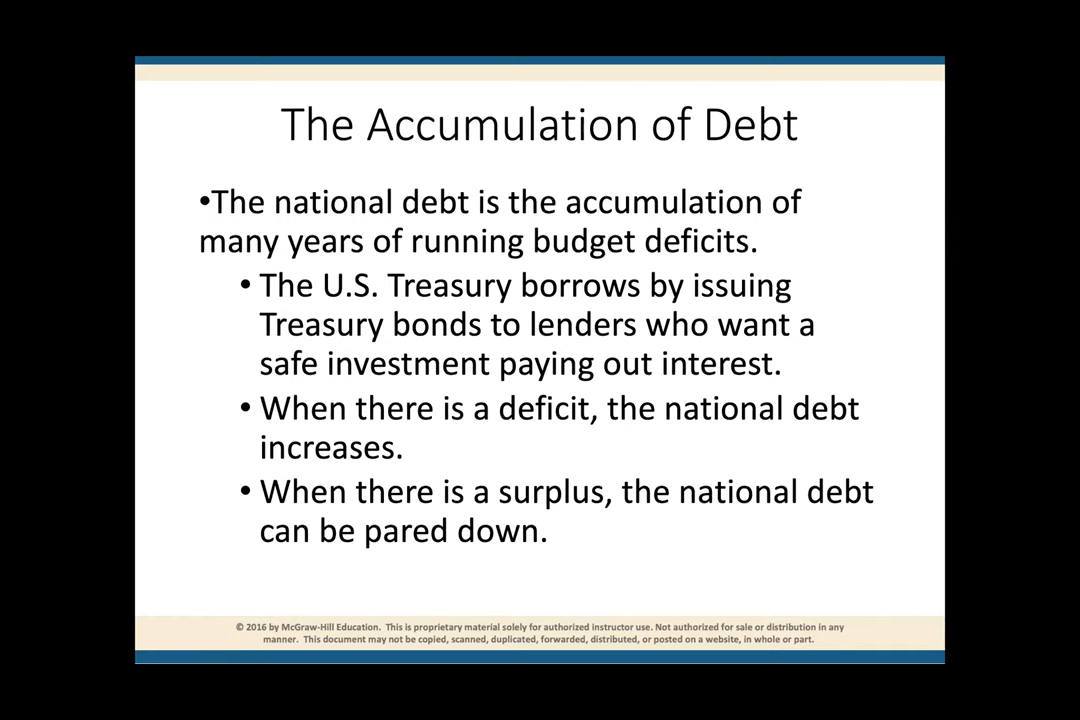 The Accumulation of Debt
•The national debt is the accumulation of
many years of running budget deficits.
• The U.S. Treasury borrows by issuing
Treasury bonds to lenders who want a
safe investment paying out interest.
• When there is a deficit, the national debt
increases.
• When there is a surplus, the national debt
can be pared down.
© 2016 by McGraw-Hill Education. This is proprietary material solely for authorized instructor use. Not authorized for sale or distribution in any
manner. This document may not be copied, scanned, duplicated, forwarded, distributed, or posted on a website, in whole or part.